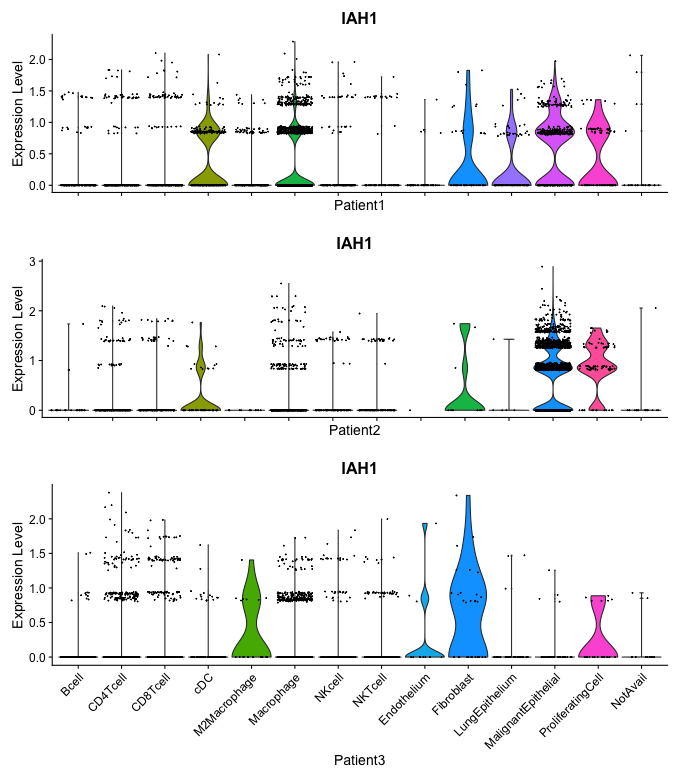 IAH1
Expression Level
2.0
1.5
1.0
0.5
0.0
Patient1
IAH1
Expression Level
3
2
1
0
Patient2
IAH1
Expression Level
2.0
1.5
1.0
0.5
0.0
Bcell
CD4Tcell
CD8Tcell
cDC
M2Macrophage
Macrophage
NKcell
NKTcell
Endothelium
Fibroblast
LungEpithelium
MalignantEpithelial
ProliferatingCell
NotAvail
Patient3